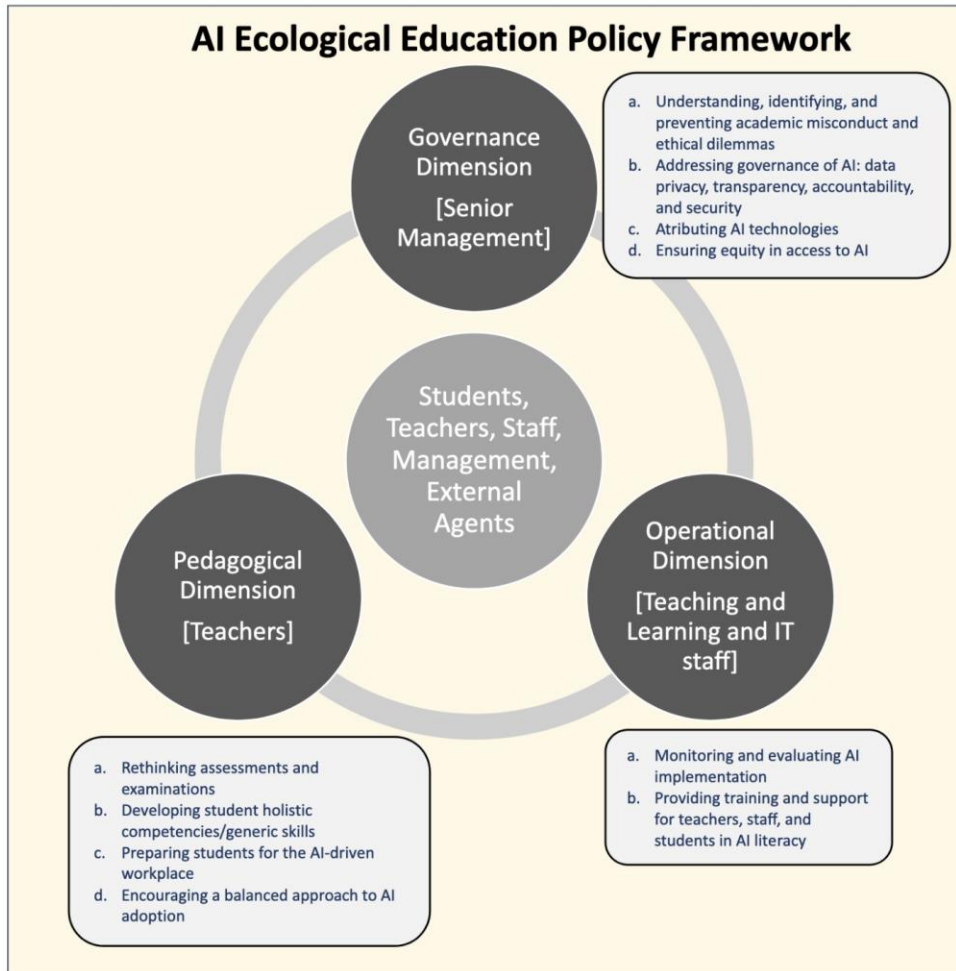 AI Ecological Education Policy Framework
Governance
Dimension
[Senior
Management]
a. Understanding, identifying, and
preventing academic misconduct and
ethical dilemmas
b. Addressing governance of AI: data
privacy, transparency, accountability,
and security
c. Atributing AI technologies
d. Ensuring equity in access to AI
Students,
Teachers, Staff,
Management,
External
Agents
Pedagogical
Dimension
[Teachers]
Operational
Dimension
[Teaching and
Learning and IT
staff]
a. Rethinking assessments and
examinations
b. Developing student holistic
competencies/generic skills
c. Preparing students for the AI-driven
workplace
d. Encouraging a balanced approach to AI
adoption
a. Monitoring and evaluating AI
implementation
b. Providing training and support
for teachers, staff, and
students in AI literacy